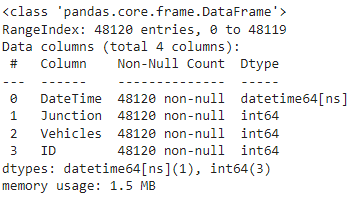 <class 'pandas.core.frame.DataFrame'>
RangeIndex: 48120 entries, 0 to 48119
Data columns (total 4 columns):
 #   Column    Non-Null Count  Dtype
---  ------    --------------  -----
 0   DateTime  48120 non-null  datetime64[ns]
 1   Junction  48120 non-null  int64
 2   Vehicles  48120 non-null  int64
 3   ID        48120 non-null  int64
dtypes: datetime64[ns](1), int64(3)
memory usage: 1.5 MB